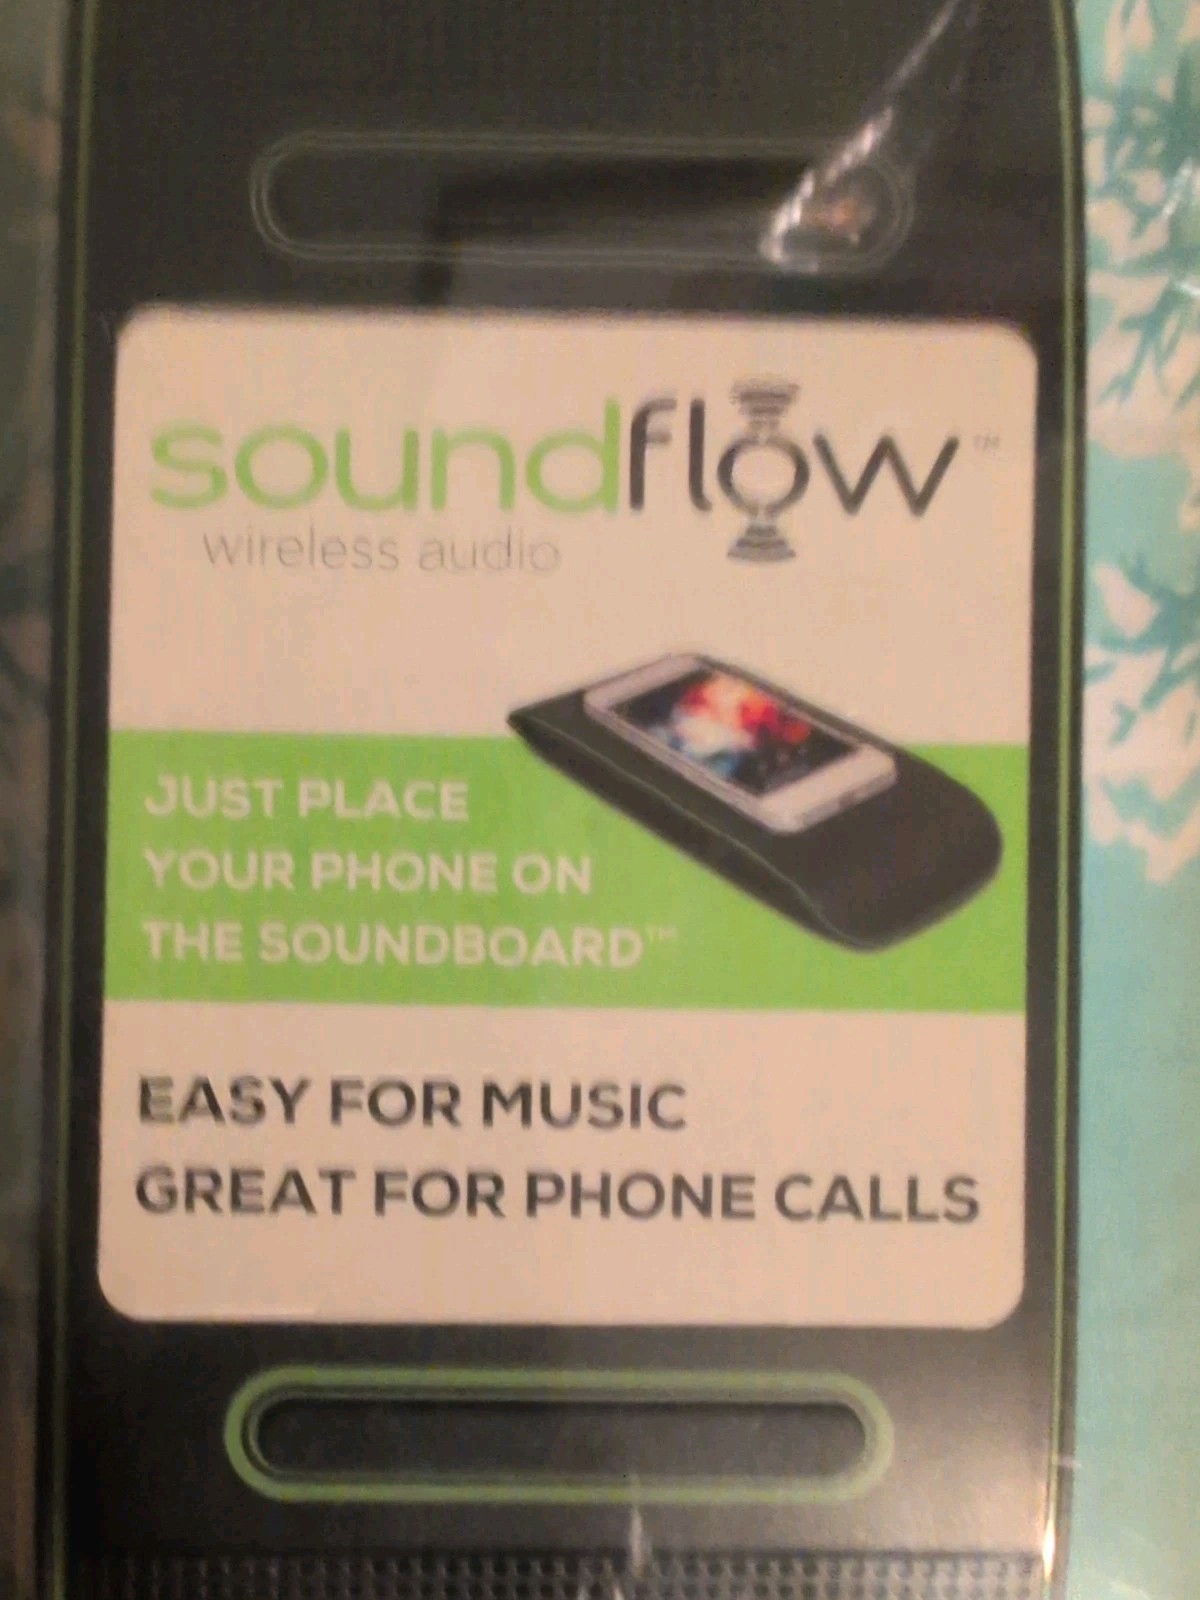 soundflow™
wireless audio
JUST PLACE
YOUR PHONE ON
THE SOUNDBOARD™
EASY FOR MUSIC
GREAT FOR PHONE CALLS